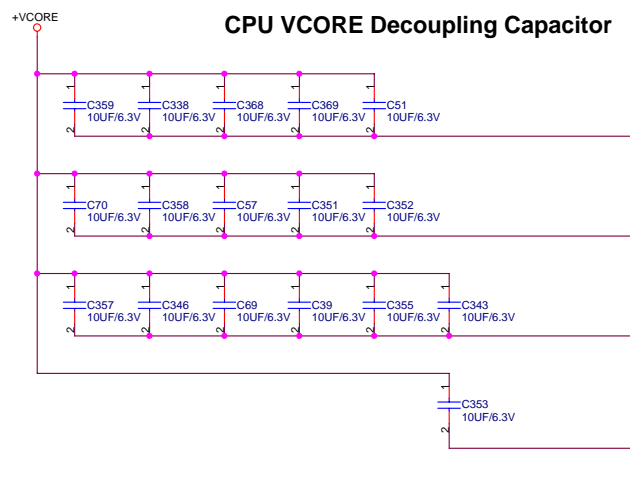 +VCORE
CPU VCORE Decoupling Capacitor
1 1 1 1 1
C359 C338 C368 C369 C51
10UF/6.3V 10UF/6.3V 10UF/6.3V 10UF/6.3V 10UF/6.3V
2 2 2 2 2
1 1 1 1 1
C70 C358 C57 C351 C352
10UF/6.3V 10UF/6.3V 10UF/6.3V 10UF/6.3V 10UF/6.3V
2 2 2 2 2
1 1 1 1 1 1
C357 C346 C69 C39 C355 C343
10UF/6.3V 10UF/6.3V 10UF/6.3V 10UF/6.3V 10UF/6.3V 10UF/6.3V
2 2 2 2 2 2
1
C353
10UF/6.3V
2